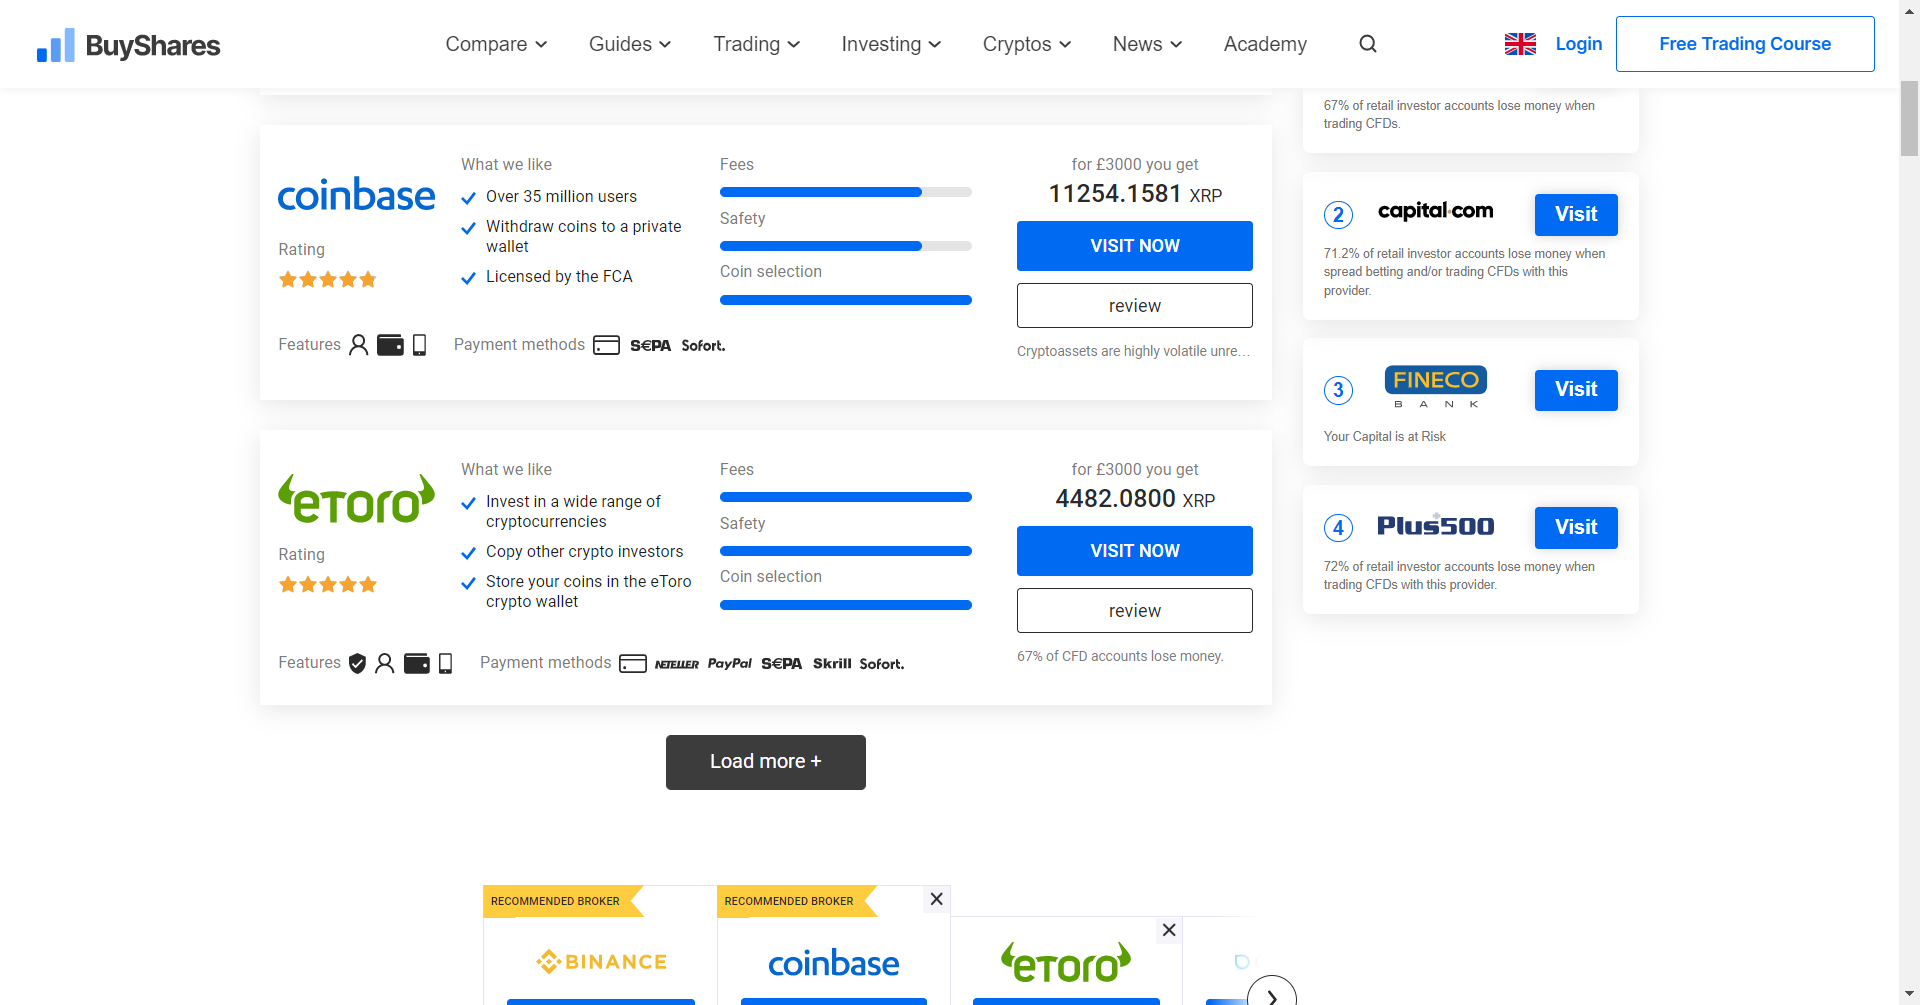 BuyShares
Compare
Guides
Trading
Investing
Cryptos
News
Academy
Login
Free Trading Course
67% of retail investor accounts lose money when
trading CFDs.
coinbase
Rating
What we like
Over 35 million users
Withdraw coins to a private
wallet
Licensed by the FCA
Fees
Safety
Coin selection
for £3000 you get
11254.1581 XRP
VISIT NOW
review
Cryptoassets are highly volatile unre...
Features
Payment methods
S€PA
Sofort.
2
capital.com
Visit
71.2% of retail investor accounts lose money when
spread betting and/or trading CFDs with this
provider.
3
FINECO
BANK
Visit
Your Capital is at Risk
4
Plus500
Visit
72% of retail investor accounts lose money when
trading CFDs with this provider.
eToro
Rating
What we like
Invest in a wide range of
cryptocurrencies
Copy other crypto investors
Store your coins in the eToro
crypto wallet
Fees
Safety
Coin selection
for £3000 you get
4482.0800 XRP
VISIT NOW
review
67% of CFD accounts lose money.
Features
Payment methods
NETELLER
PayPal
S€PA
Skrill
Sofort.
Load more +
RECOMMENDED BROKER
RECOMMENDED BROKER
BINANCE
coinbase
eToro